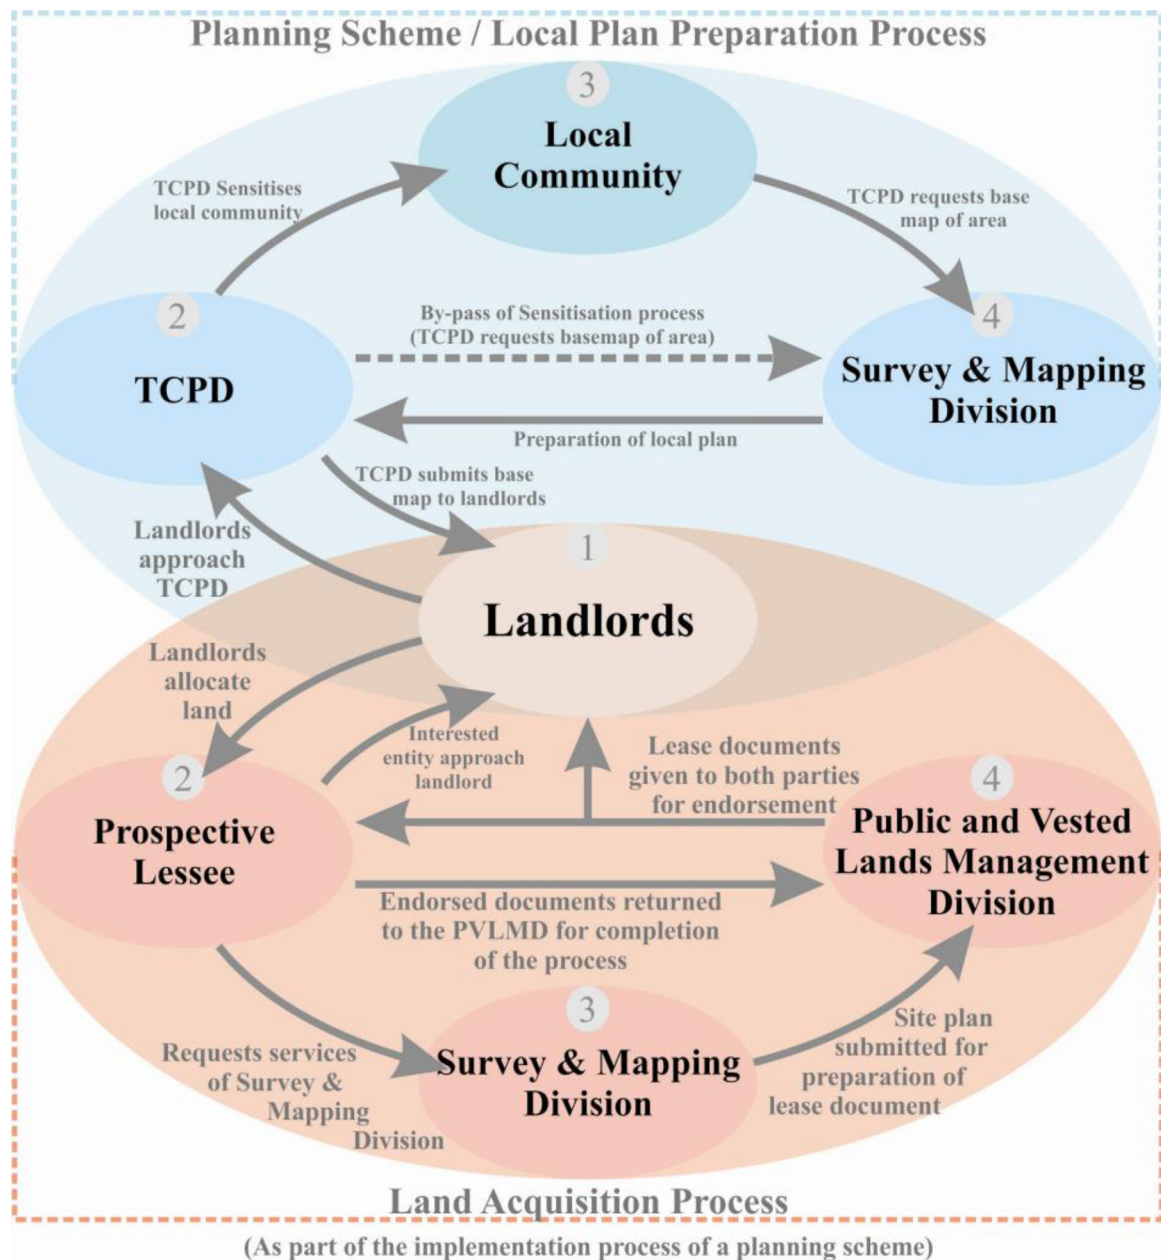 Planning Scheme / Local Plan Preparation Process
3
Local
Community
TCPD Sensitises
local community
TCPD requests base
map of area
2
TCPD
By-pass of Sensitisation process
(TCPD requests basemap of area)
4
Survey & Mapping
Division
Preparation of local plan
TCPD submits base
map to landlords
Landlords
approach
TCPD
1
Landlords
Landlords
allocate
land
Interested
entity approach
landlord
Lease documents
given to both parties
for endorsement
2
Prospective
Lessee
4
Public and Vested
Lands Management
Division
Endorsed documents returned
to the PVLMD for completion
of the process
3
Survey & Mapping
Division
Requests services
of Survey &
Mapping
Division
Site plan
submitted for
preparation of
lease document
Land Acquisition Process
(As part of the implementation process of a planning scheme)